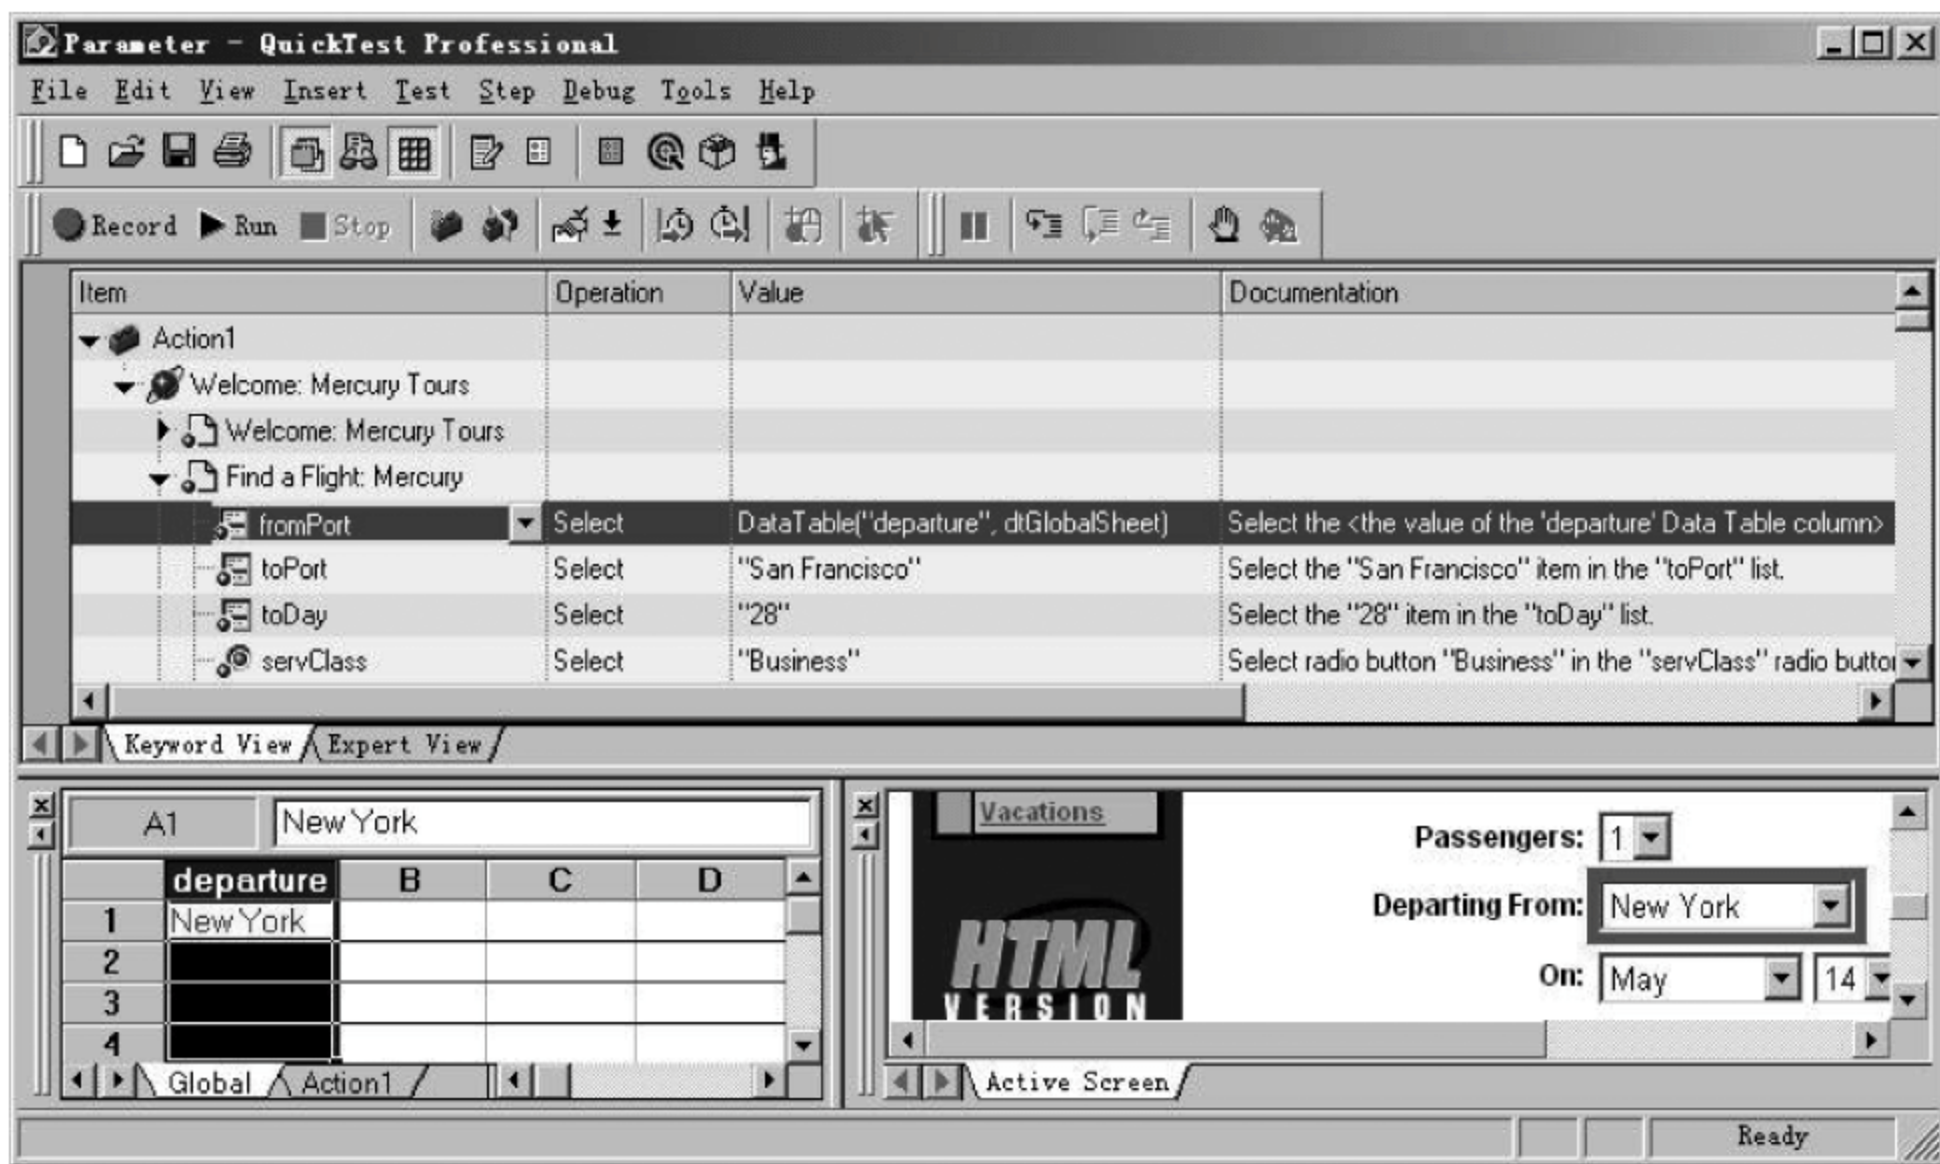 Parameter - QuickTest Professional
File Edit View Insert Test Step Debug Tools Help
Record Run Stop
Item Operation Value Documentation
Action1
Welcome: Mercury Tours
Welcome: Mercury Tours
Find a Flight: Mercury
fromPort Select DataTable("departure", dtGlobalSheet) Select the <the value of the 'departure' Data Table column>
toPort Select "San Francisco" Select the "San Francisco" item in the "toPort" list.
toDay Select "28" Select the "28" item in the "toDay" list.
servClass Select "Business" Select radio button "Business" in the "servClass" radio button
Keyword View Expert View
A1 New York
departure B C D
1 New York
2
3
4
Global Action1
Vacations
HTML
VERSION
Passengers: 1
Departing From: New York
On: May 14
Active Screen
Ready